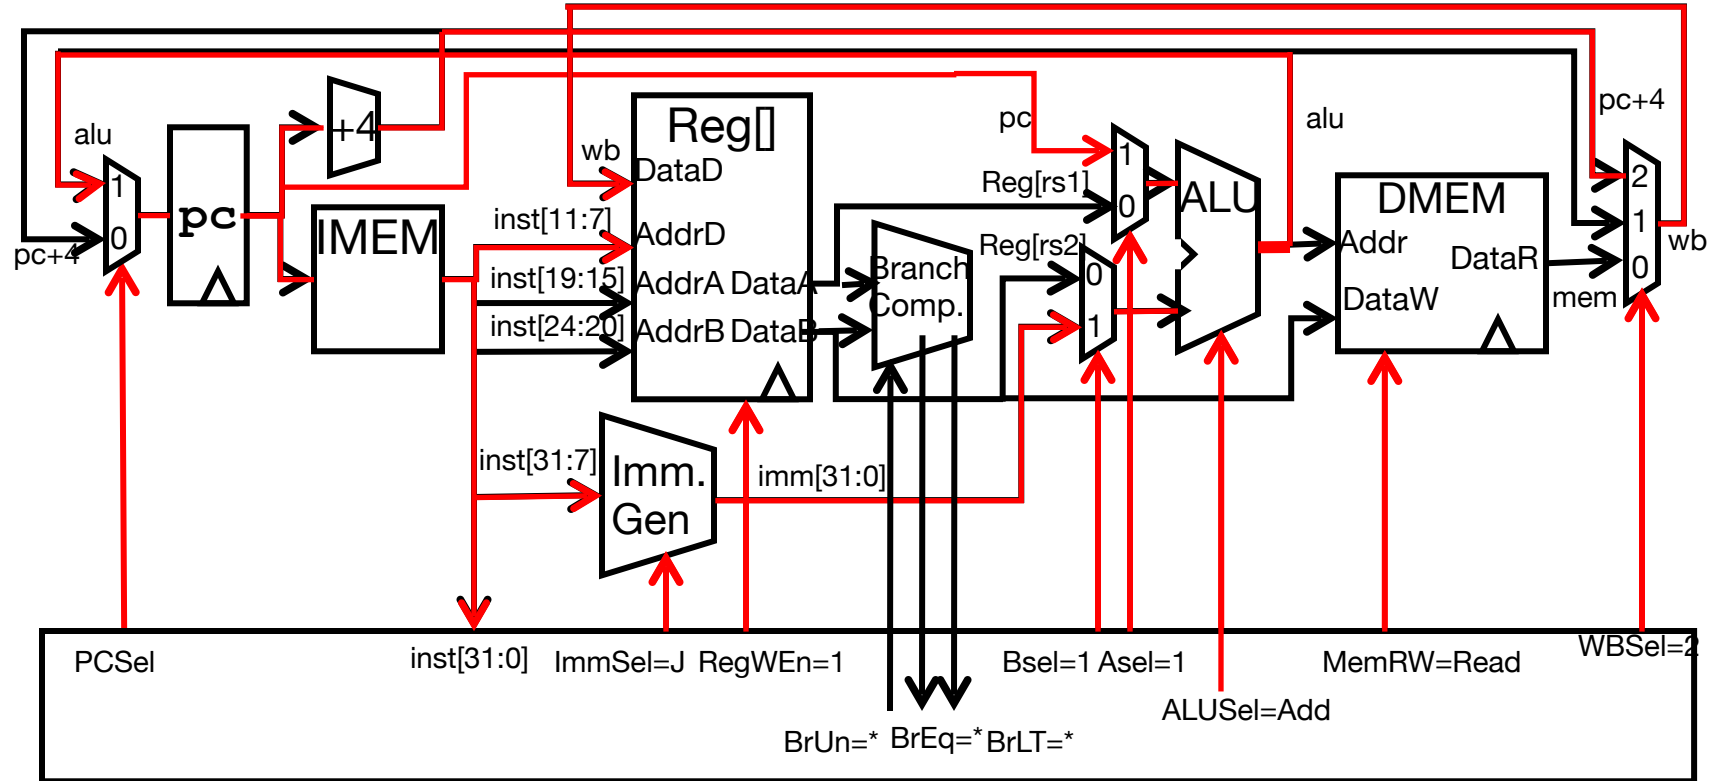 pc+4
alu
+4
Reg[]
pc
alu
wb
DataD
1
2
pc
IMEM
Reg[rs1]
ALU
DMEM
1
0
0
1
inst[11:7]
AddrD
Reg[rs2]
Addr
wb
pc+4
inst[19:15]
AddrA
DataA
Branch
Comp.
0
DataR
0
inst[24:20]
AddrB
DataB
1
DataW
mem
inst[31:7]
Imm.
Gen
imm[31:0]
PCSel
inst[31:0]
ImmSel=J
RegWEn=1
Bsel=1
Asel=1
MemRW=Read
WBSel=2
ALUSel=Add
BrUn=*
BrEq=*
BrLT=*